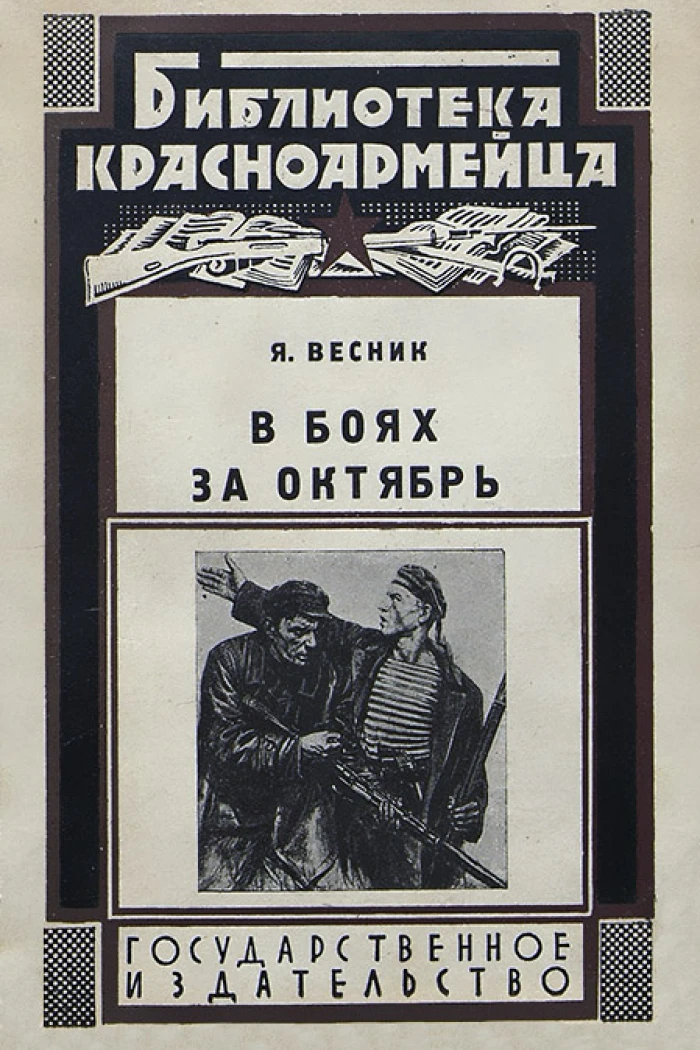 БИБЛИОТЕКА
КРАСНОАРМЕЙЦА
Я. ВЕСНИК
В БОЯХ
ЗА ОКТЯБРЬ
ГОСУДАРСТВЕННОЕ
ИЗДАТЕЛЬСТВО